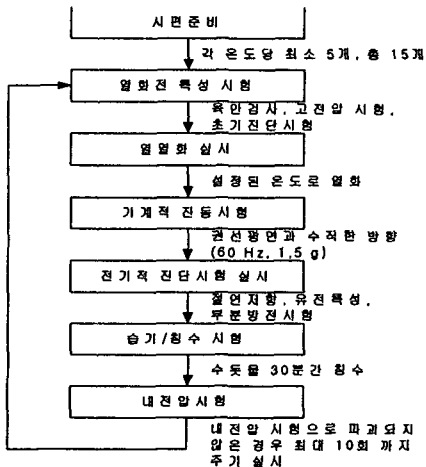 시편준비
각 온도당 최소 5개, 총 15개
열화전 특성 시험
육안검사, 고전압 시험,
초기진단시험
열열화 실시
설정된 온도로 열화
기계적 진동시험
권선평면과 수직한 방향
(60 Hz, 1,5 g)
전기적 진단시험 실시
절연저항, 유전특성,
부분방전시험
습기/침수 시험
수돗물 30분간 침수
내전압시험
내전압 시험으로 파괴되지
않은 경우 최대 10회 까지
주기 실시